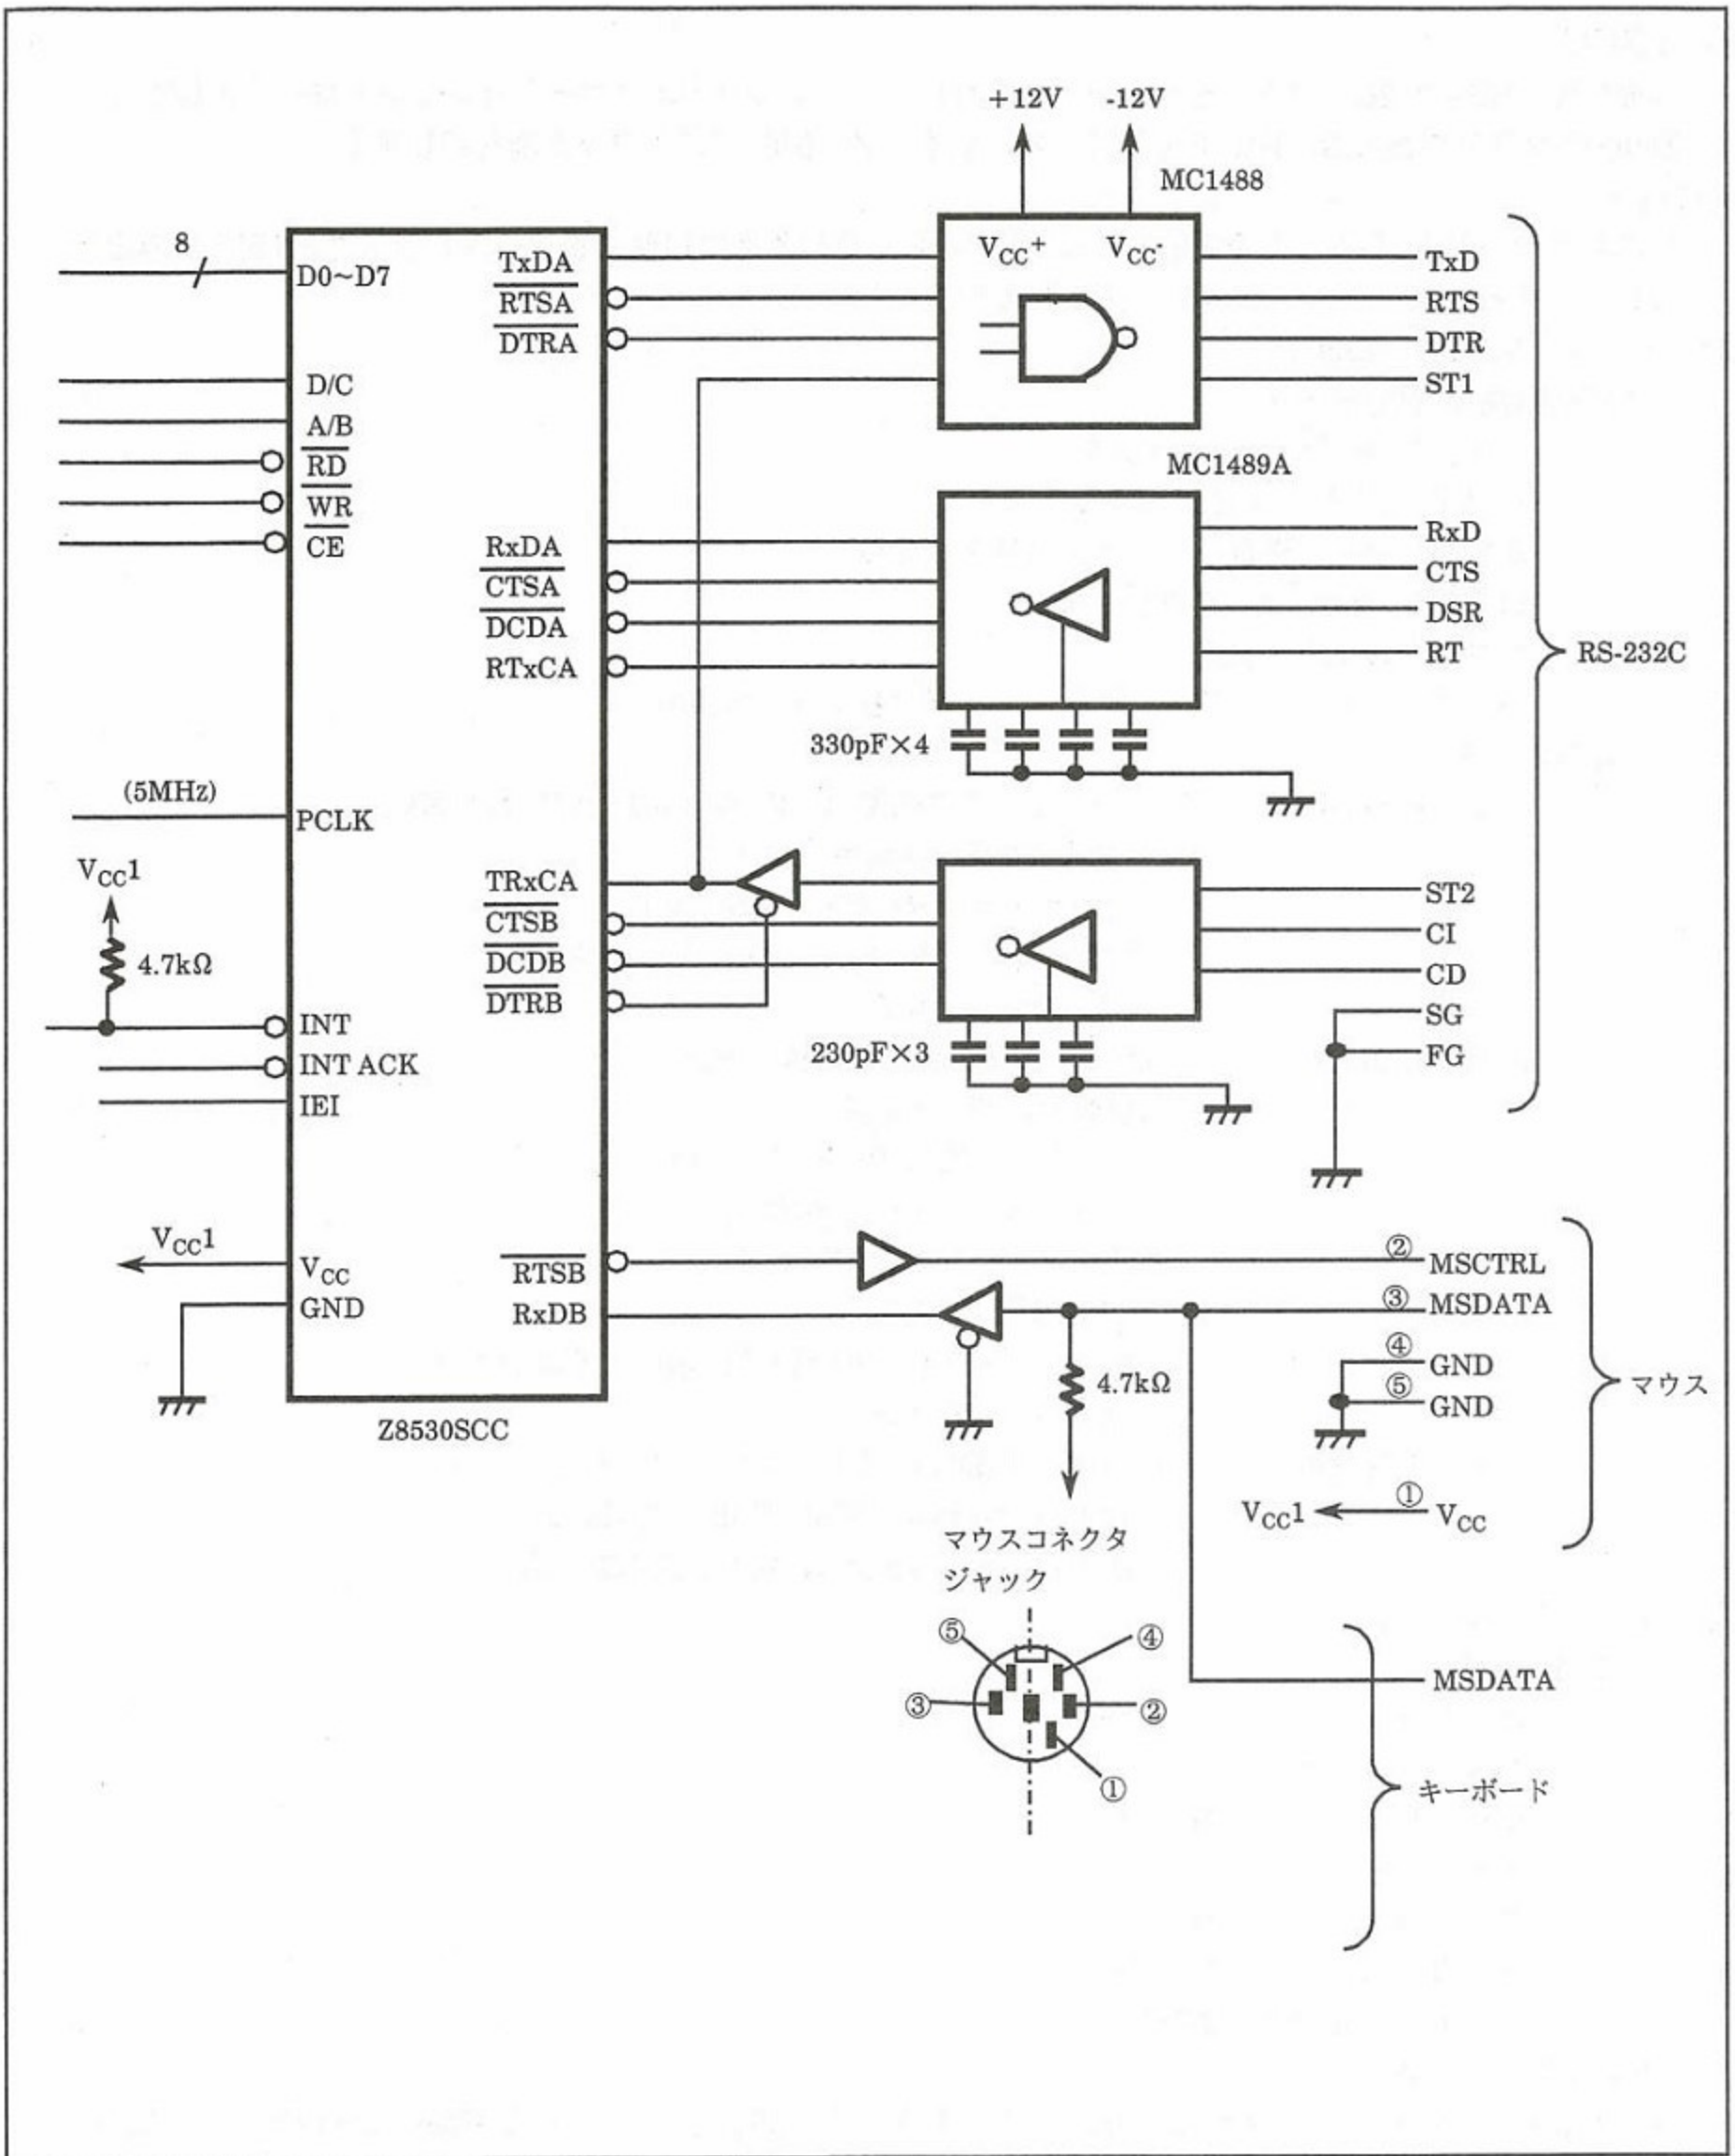 +12V -12V
MC1488
8
D0~D7
D/C
A/B
RD
WR
CE
(5MHz)
PCLK
VCC1
4.7kΩ
INT
INT ACK
IEI
VCC1
VCC
GND
TxDA
RTSA
DTRA
RxDA
CTSA
DCDA
RTxCA
TRxCA
CTSB
DCDB
DTRB
RTSB
RxDB
Z8530SCC
VCC+ VCC-
TxD
RTS
DTR
ST1
MC1489A
RxD
CTS
DSR
RT
330pF×4
ST2
CI
CD
SG
FG
230pF×3
RS-232C
② MSCTRL
③ MSDATA
④ GND
⑤ GND
4.7kΩ
VCC1 ① VCC
マウス
マウスコネクタ
ジャック
⑤ ④
③ ②
①
MSDATA
キーボード